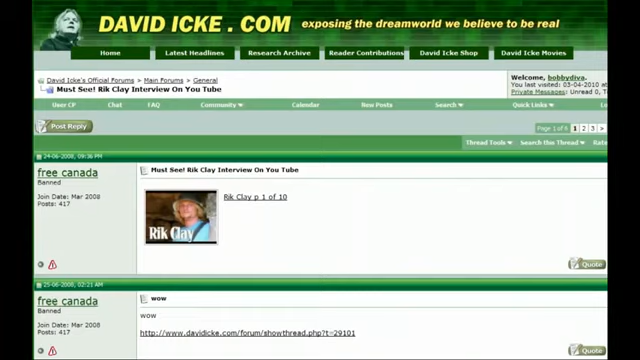 DAVID ICKE . COM exposing the dreamworld we believe to be real
Home Latest Headlines Research Archive Reader Contributions David Icke Shop David Icke Movies
David Icke's Official Forums > Main Forums > General
Must See! Rik Clay Interview On You Tube
Welcome, bobbydiva.
You last visited: 03-04-2010
Private Messages: Unread 0,
User CP Chat FAQ Community Calendar New Posts Search Quick Links
Post Reply
Page 1 of 6 1 2 3 >
Thread Tools Search this Thread Rate
24-06-2008, 09:36 PM
free canada
Banned
Join Date: Mar 2008
Posts: 417
Must See! Rik Clay Interview On You Tube
Rik Clay
Rik Clay p 1 of 10
Quote
25-06-2008, 02:21 AM
free canada
Banned
Join Date: Mar 2008
Posts: 417
wow
wow
http://www.davidicke.com/forum/showthread.php?t=29101
Quote